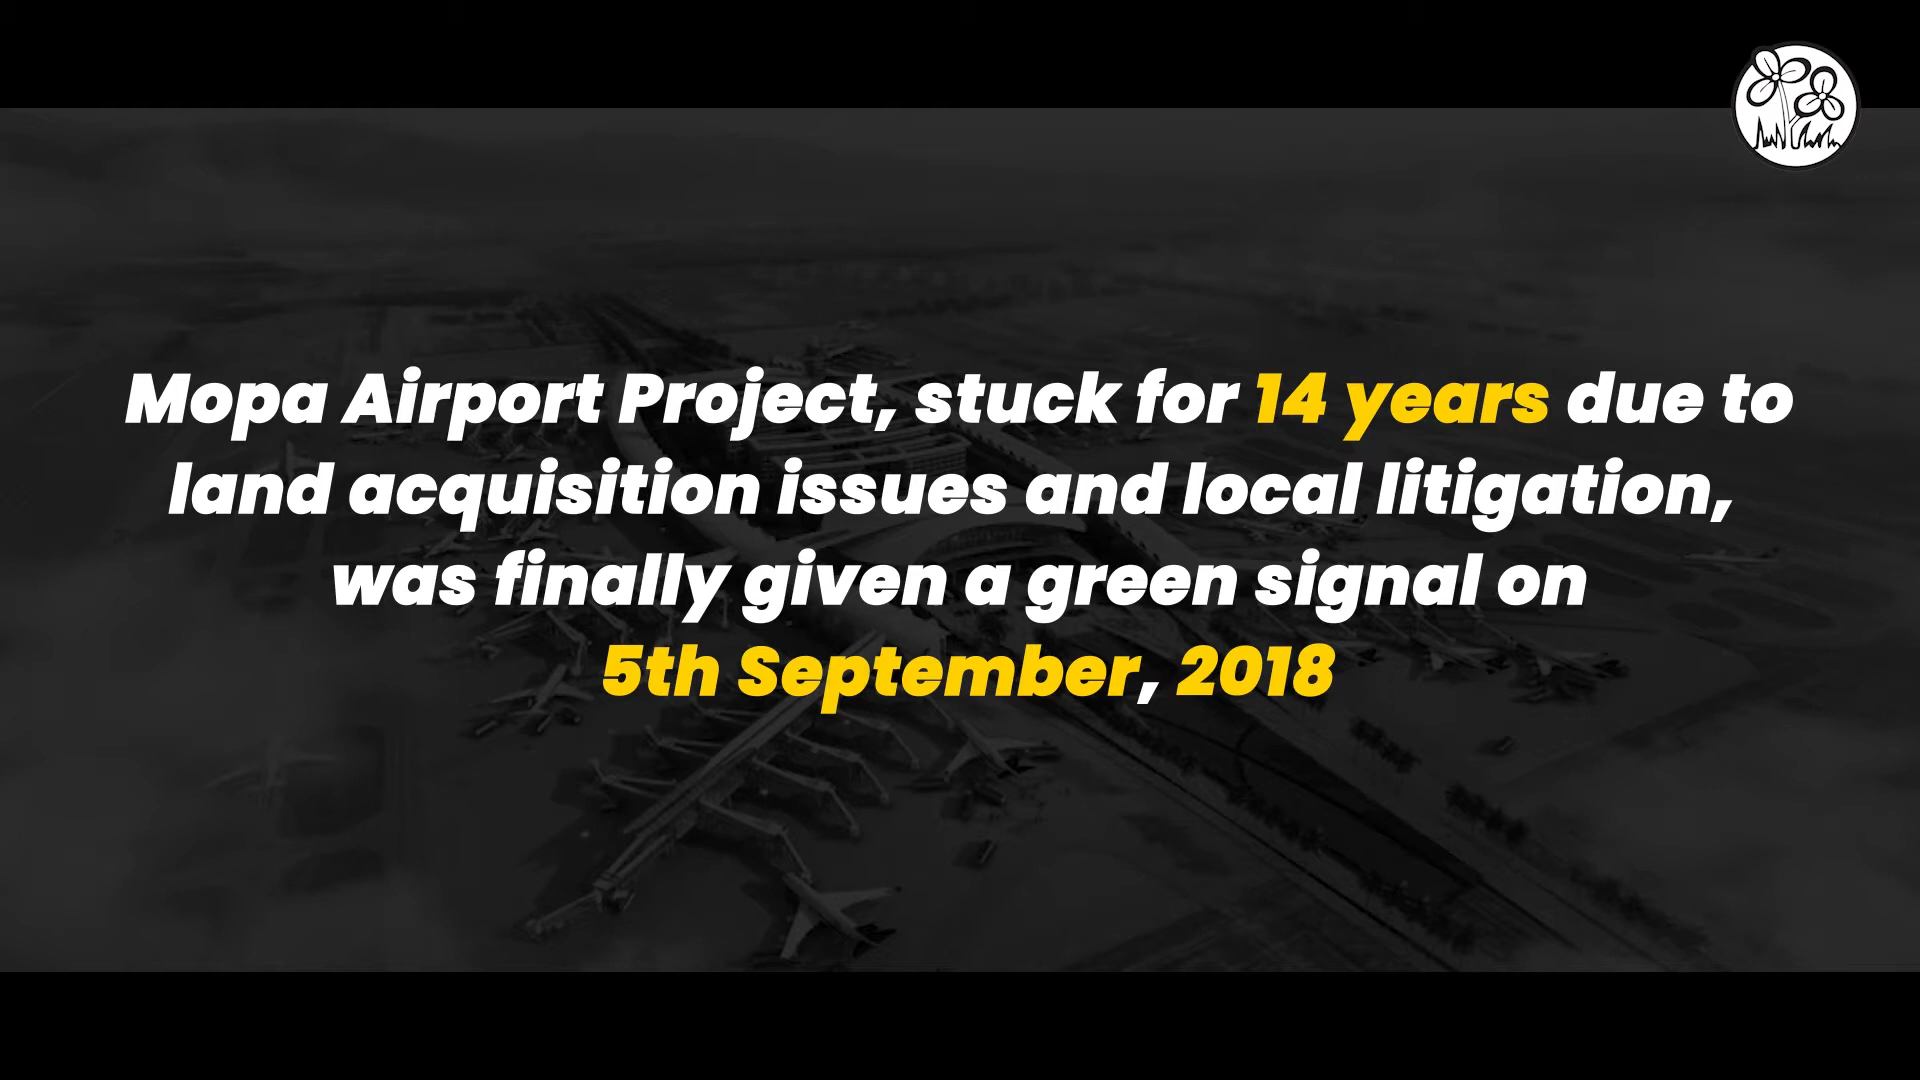 Mopa Airport Project, stuck for 14 years due to
land acquisition issues and local litigation,
was finally given a green signal on
5th September, 2018